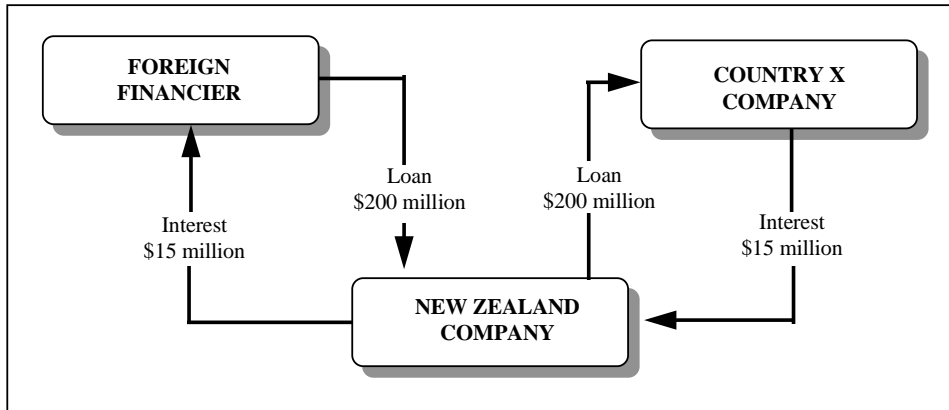 FOREIGN
FINANCIER
COUNTRY X
COMPANY
Loan
$200 million
Loan
$200 million
Interest
$15 million
Interest
$15 million
NEW ZEALAND
COMPANY